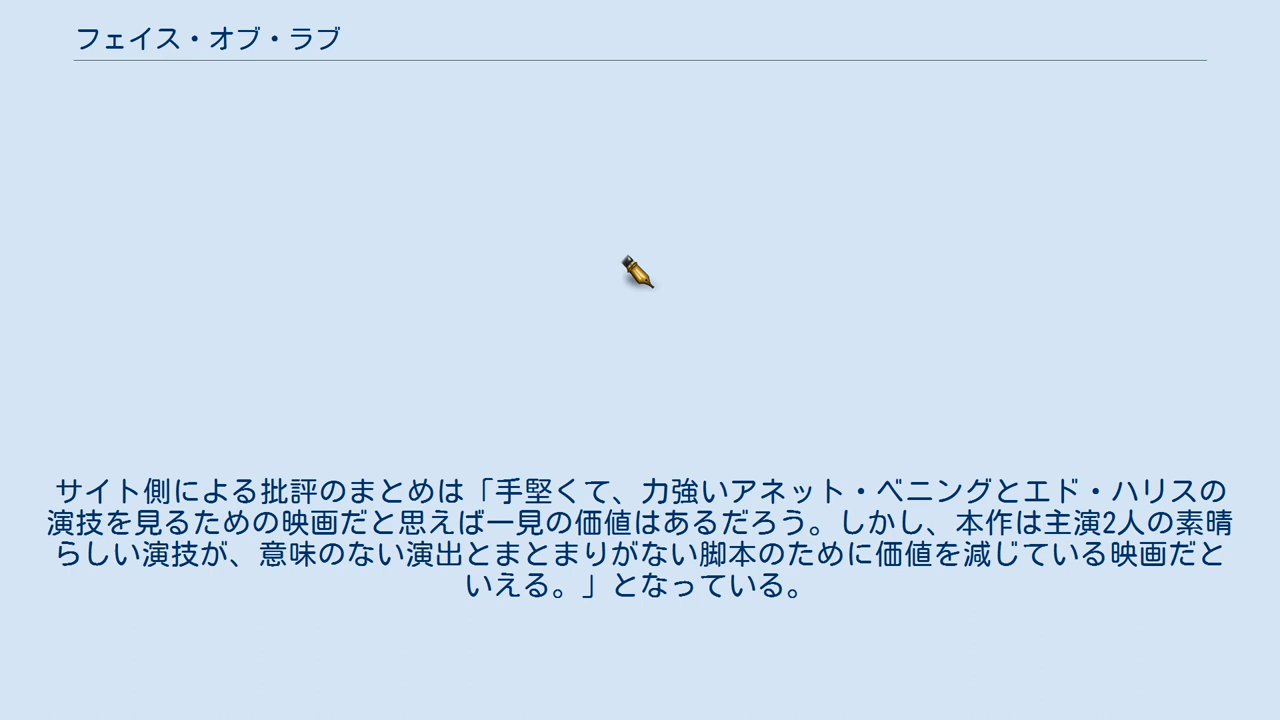 フェイス・オブ・ラブ
サイト側による批評のまとめは「手堅くて、力強いアネット・ベニングとエド・ハリスの
演技を見るための映画だと思えば一見の価値はあるだろう。しかし、本作は主演2人の素晴
らしい演技が、意味のない演出とまとまりがない脚本のために価値を減じている映画だと
いえる。」となっている。